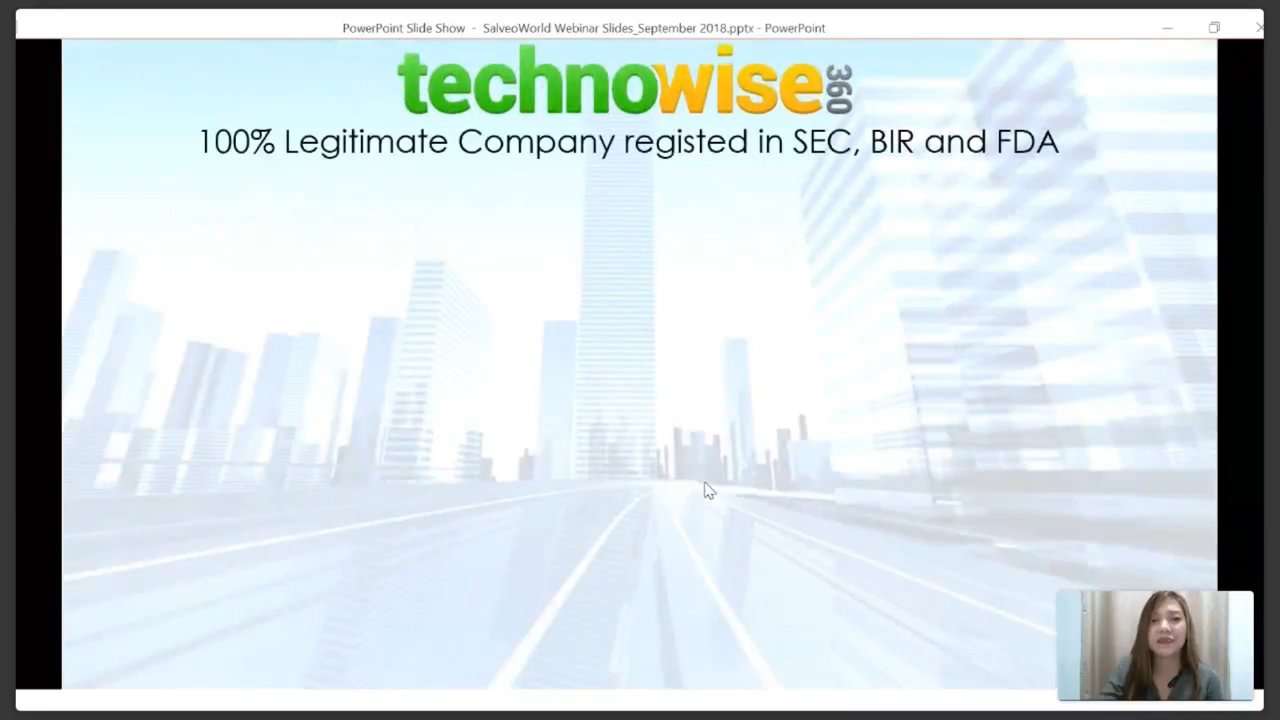 PowerPoint Slide Show - SalveoWorld Webinar Slides_September 2018.pptx - PowerPoint
technowise360
100% Legitimate Company registed in SEC, BIR and FDA